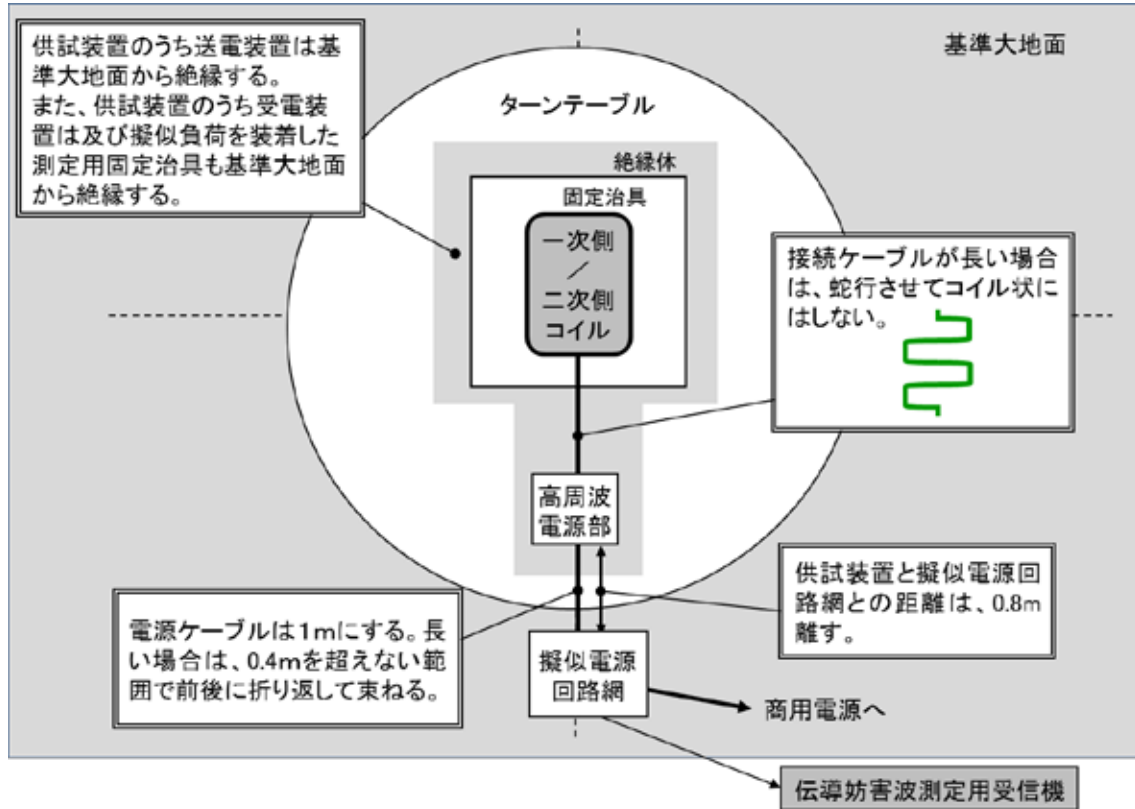 供試装置のうち送電装置は基
準大地面から絶縁する。
また、供試装置のうち受電装
置は及び擬似負荷を装着した
測定用固定治具も基準大地面
から絶縁する。
基準大地面
ターンテーブル
絶縁体
固定治具
一次側
/
二次側
コイル
接続ケーブルが長い場合
は、蛇行させてコイル状に
はしない。
高周波
電源部
供試装置と擬似電源回
路網との距離は、0.8m
離す。
電源ケーブルは1mにする。長
い場合は、0.4mを超えない範
囲で前後に折り返して束ねる。
擬似電源
回路網
商用電源へ
伝導妨害波測定用受信機